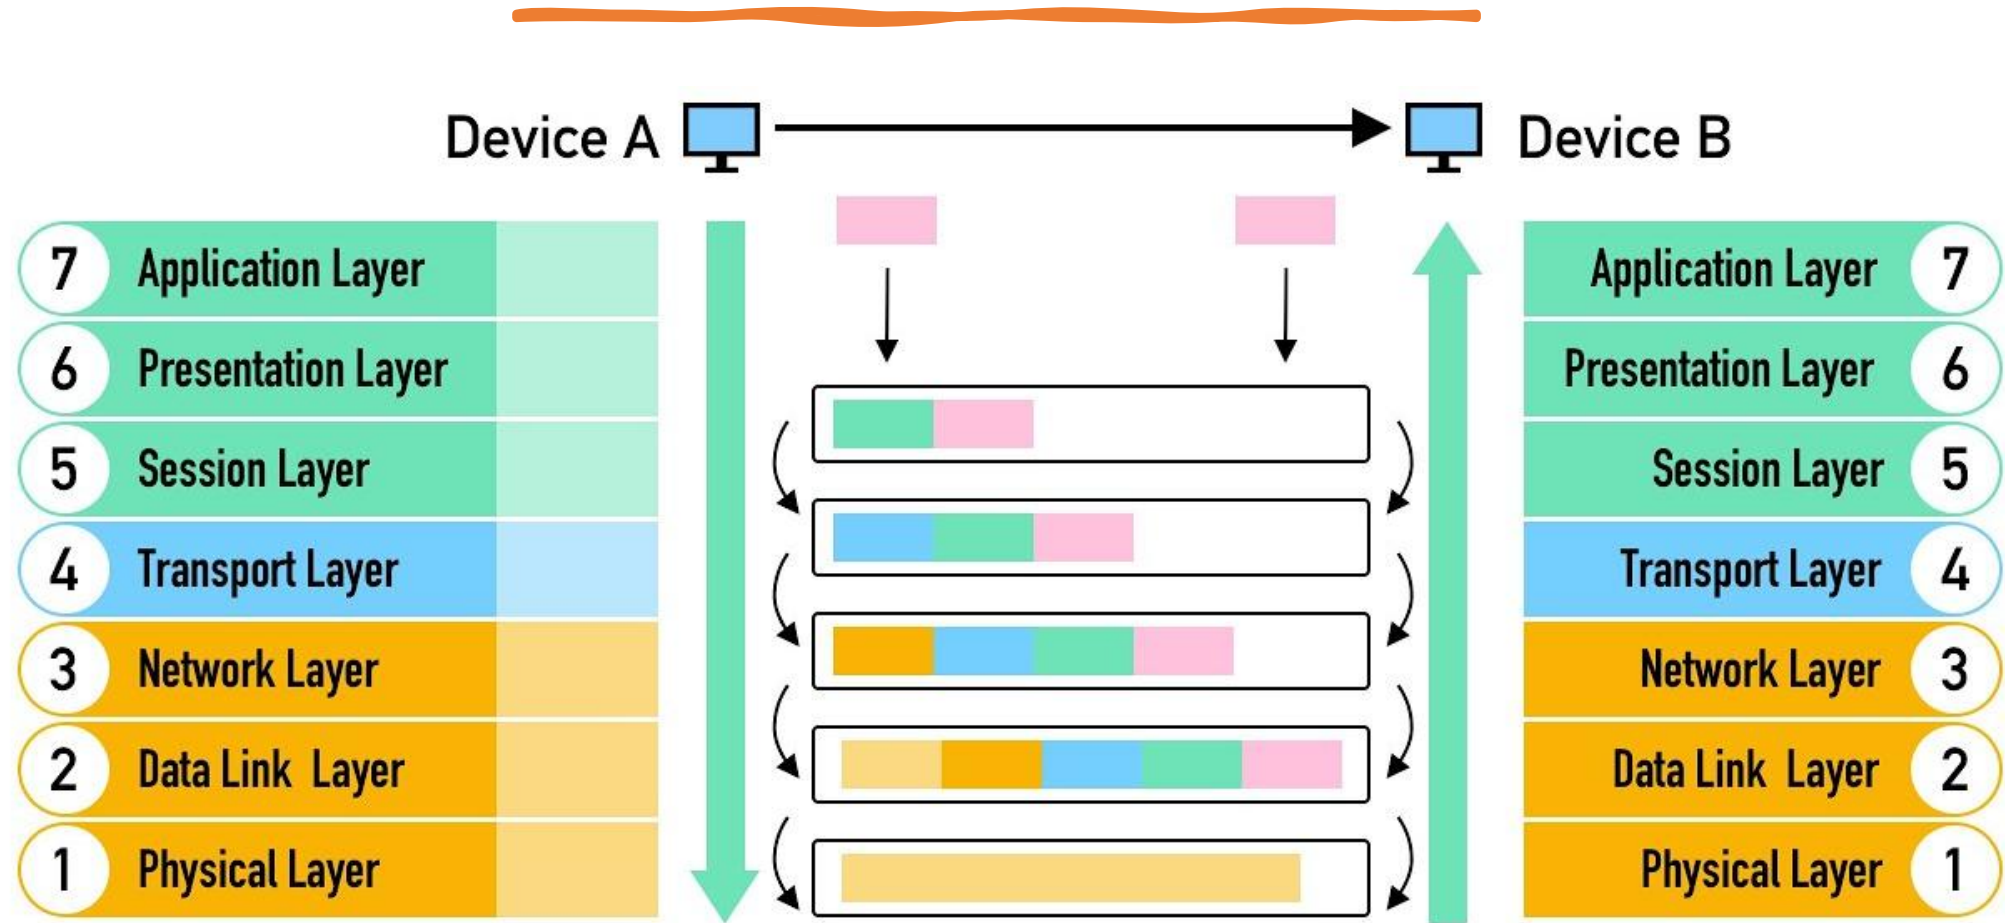 Device A
Device B
7 Application Layer
6 Presentation Layer
5 Session Layer
4 Transport Layer
3 Network Layer
2 Data Link Layer
1 Physical Layer
Application Layer 7
Presentation Layer 6
Session Layer 5
Transport Layer 4
Network Layer 3
Data Link Layer 2
Physical Layer 1